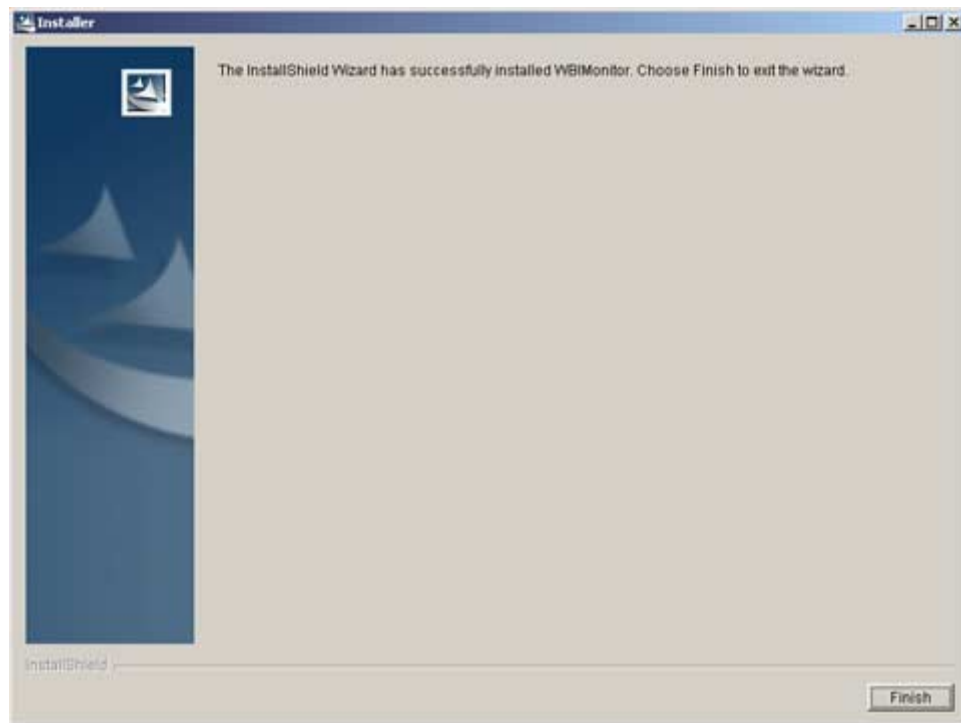 Installer
The InstallShield Wizard has successfully installed WBIMonitor. Choose Finish to exit the wizard.
InstallShield
Finish